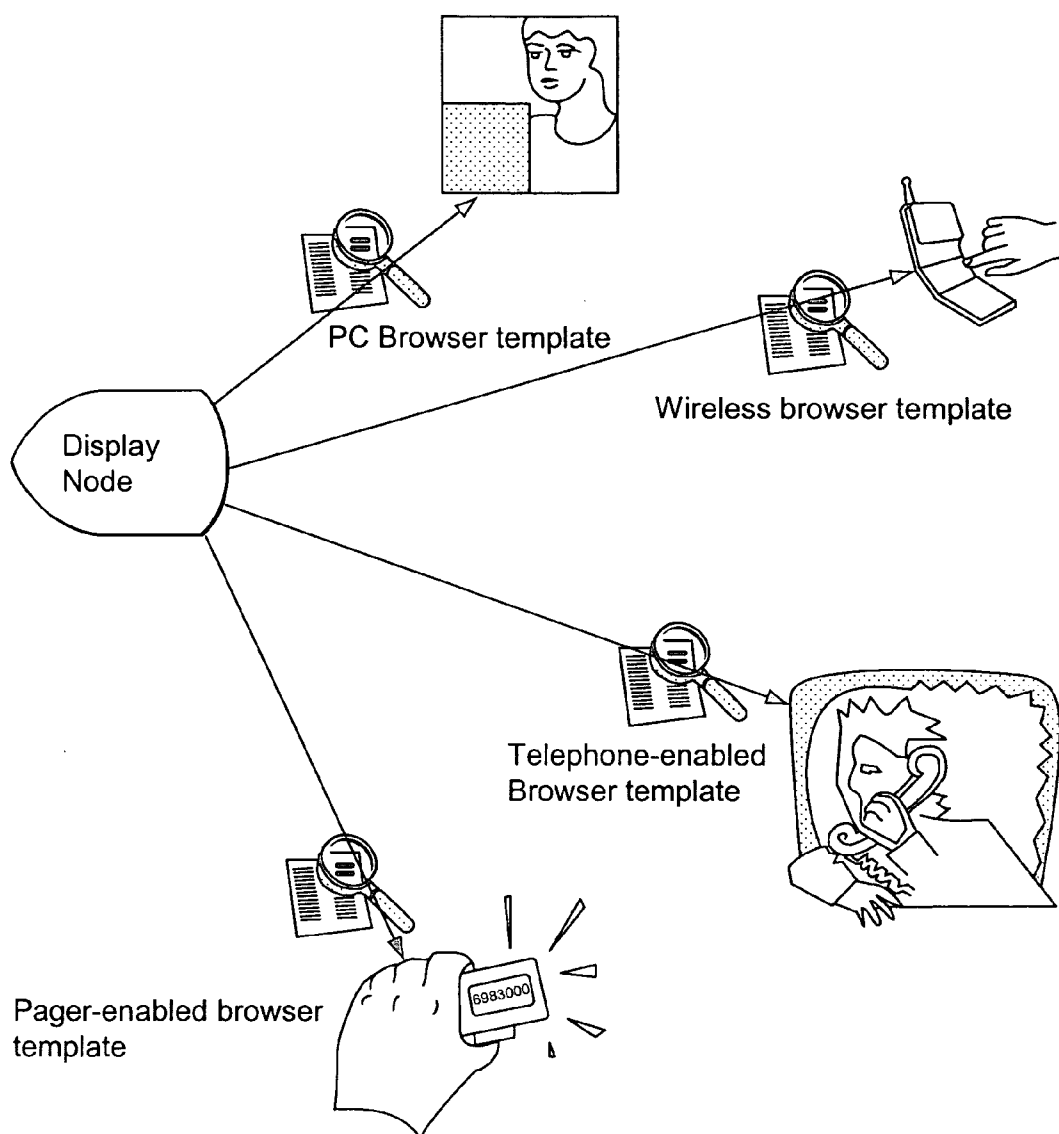 PC Browser template
Wireless browser template
Display
Node
Telephone-enabled
Browser template
6983000
Pager-enabled browser
template